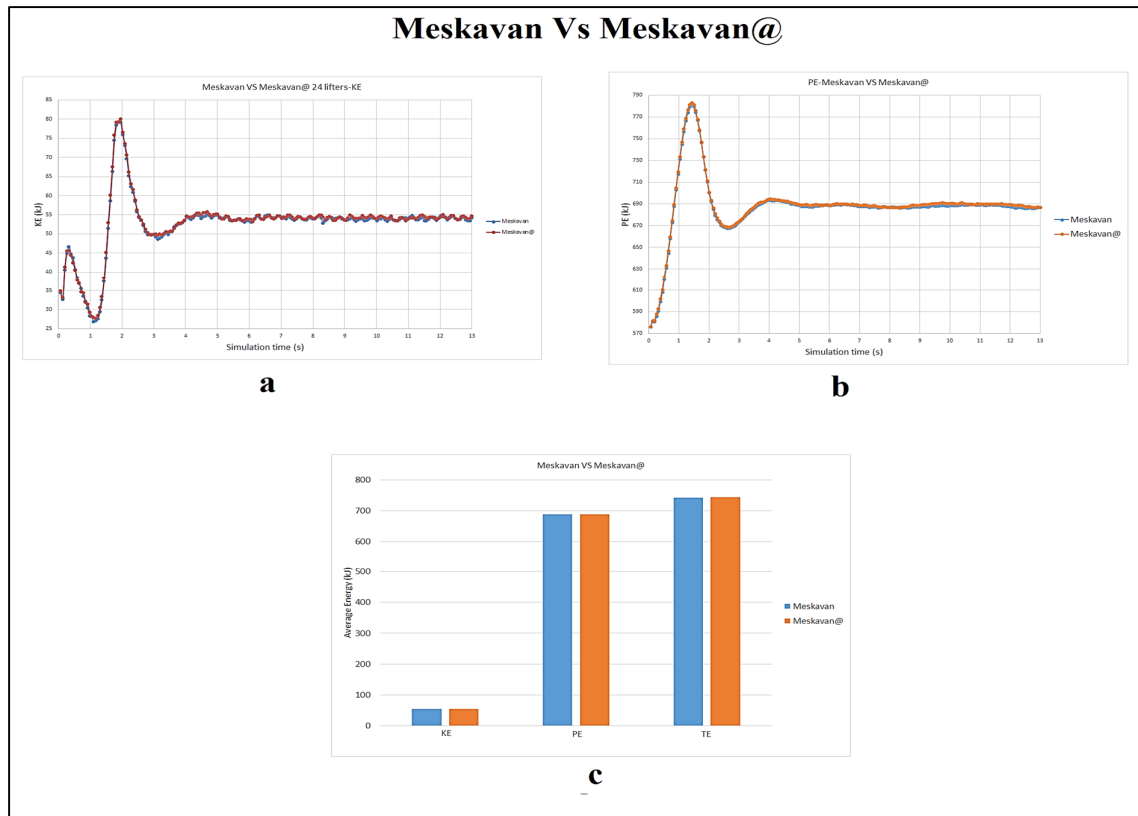 Meskavan Vs Meskavan@
Meskavan VS Meskavan@ 24 lifters-KE
KE (kJ)
85
80
75
70
65
60
55
50
45
40
35
30
25
0 1 2 3 4 5 6 7 8 9 10 11 12 13
Simulation time (s)
Meskavan
Meskavan@
a
PE-Meskavan VS Meskavan@
PE (kJ)
790
770
750
730
710
690
670
650
630
610
590
570
0 1 2 3 4 5 6 7 8 9 10 11 12 13
Simulation time (s)
Meskavan
Meskavan@
b
Meskavan VS Meskavan@
Average Energy (kJ)
800
700
600
500
400
300
200
100
0
KE PE TE
Meskavan
Meskavan@
c